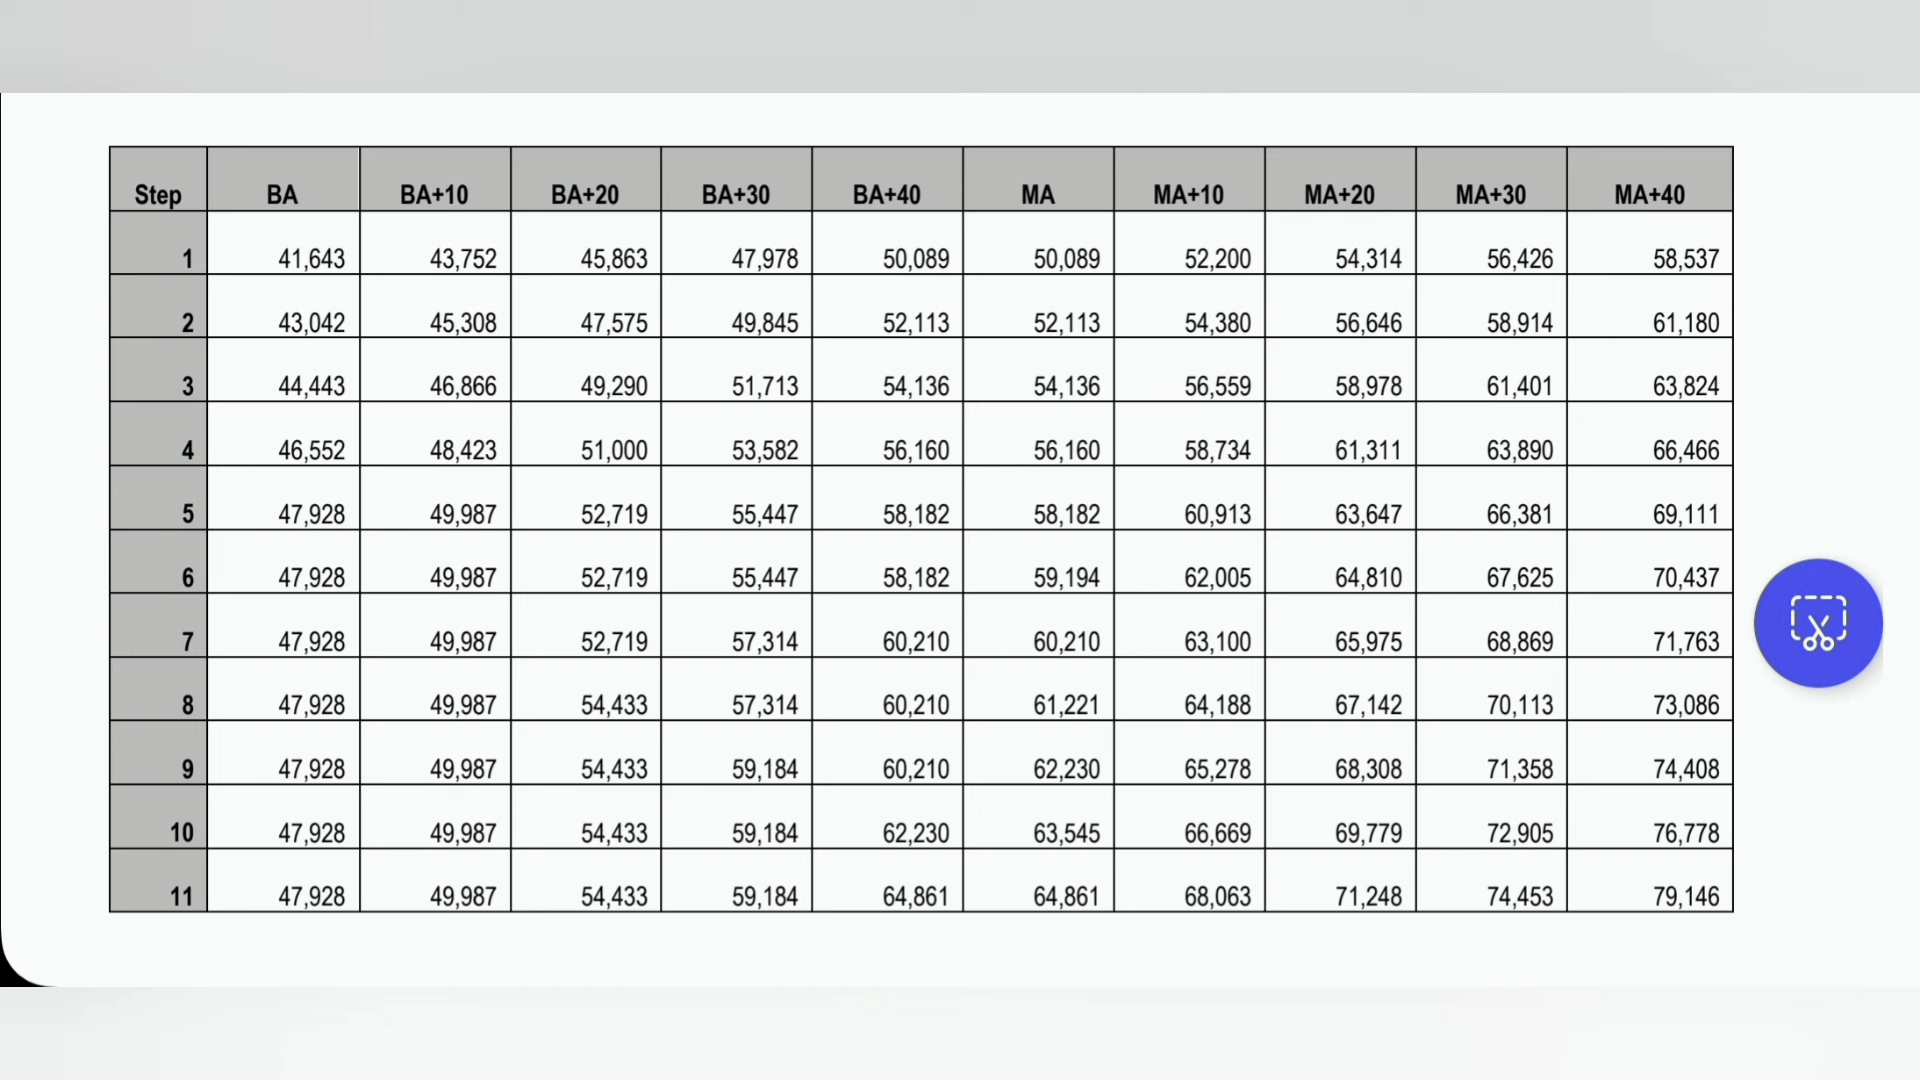 Step BA BA+10 BA+20 BA+30 BA+40 MA MA+10 MA+20 MA+30 MA+40
1 41,643 43,752 45,863 47,978 50,089 50,089 52,200 54,314 56,426 58,537
2 43,042 45,308 47,575 49,845 52,113 52,113 54,380 56,646 58,914 61,180
3 44,443 46,866 49,290 51,713 54,136 54,136 56,559 58,978 61,401 63,824
4 46,552 48,423 51,000 53,582 56,160 56,160 58,734 61,311 63,890 66,466
5 47,928 49,987 52,719 55,447 58,182 58,182 60,913 63,647 66,381 69,111
6 47,928 49,987 52,719 55,447 58,182 59,194 62,005 64,810 67,625 70,437
7 47,928 49,987 52,719 57,314 60,210 60,210 63,100 65,975 68,869 71,763
8 47,928 49,987 54,433 57,314 60,210 61,221 64,188 67,142 70,113 73,086
9 47,928 49,987 54,433 59,184 60,210 62,230 65,278 68,308 71,358 74,408
10 47,928 49,987 54,433 59,184 62,230 63,545 66,669 69,779 72,905 76,778
11 47,928 49,987 54,433 59,184 64,861 64,861 68,063 71,248 74,453 79,146